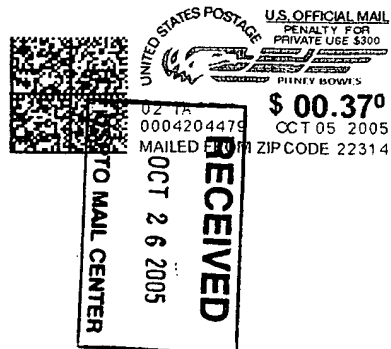 UNITED STATES POSTAGE
U.S. OFFICIAL MAIL
PENALTY FOR
PRIVATE USE $300
PITNEY BOWES
02 1A
$ 00.37⁰
0004204479 OCT 05 2005
MAILED FROM ZIP CODE 22314
RECEIVED
OCT 26 2005
USPTO MAIL CENTER